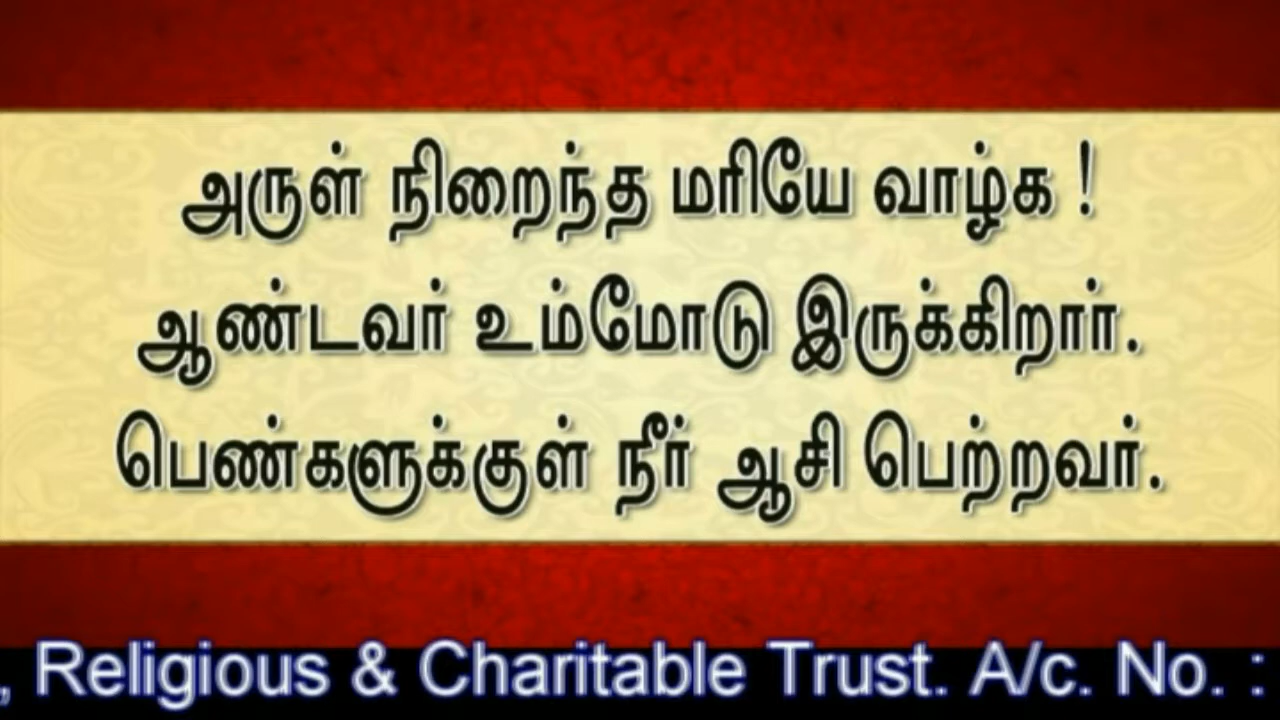 அருள் நிறைந்த மரியே வாழ்க !
ஆண்டவர் உம்மோடு இருக்கிறார்.
பெண்களுக்குள் நீர் ஆசி பெற்றவர்.
, Religious & Charitable Trust. A/c. No. :